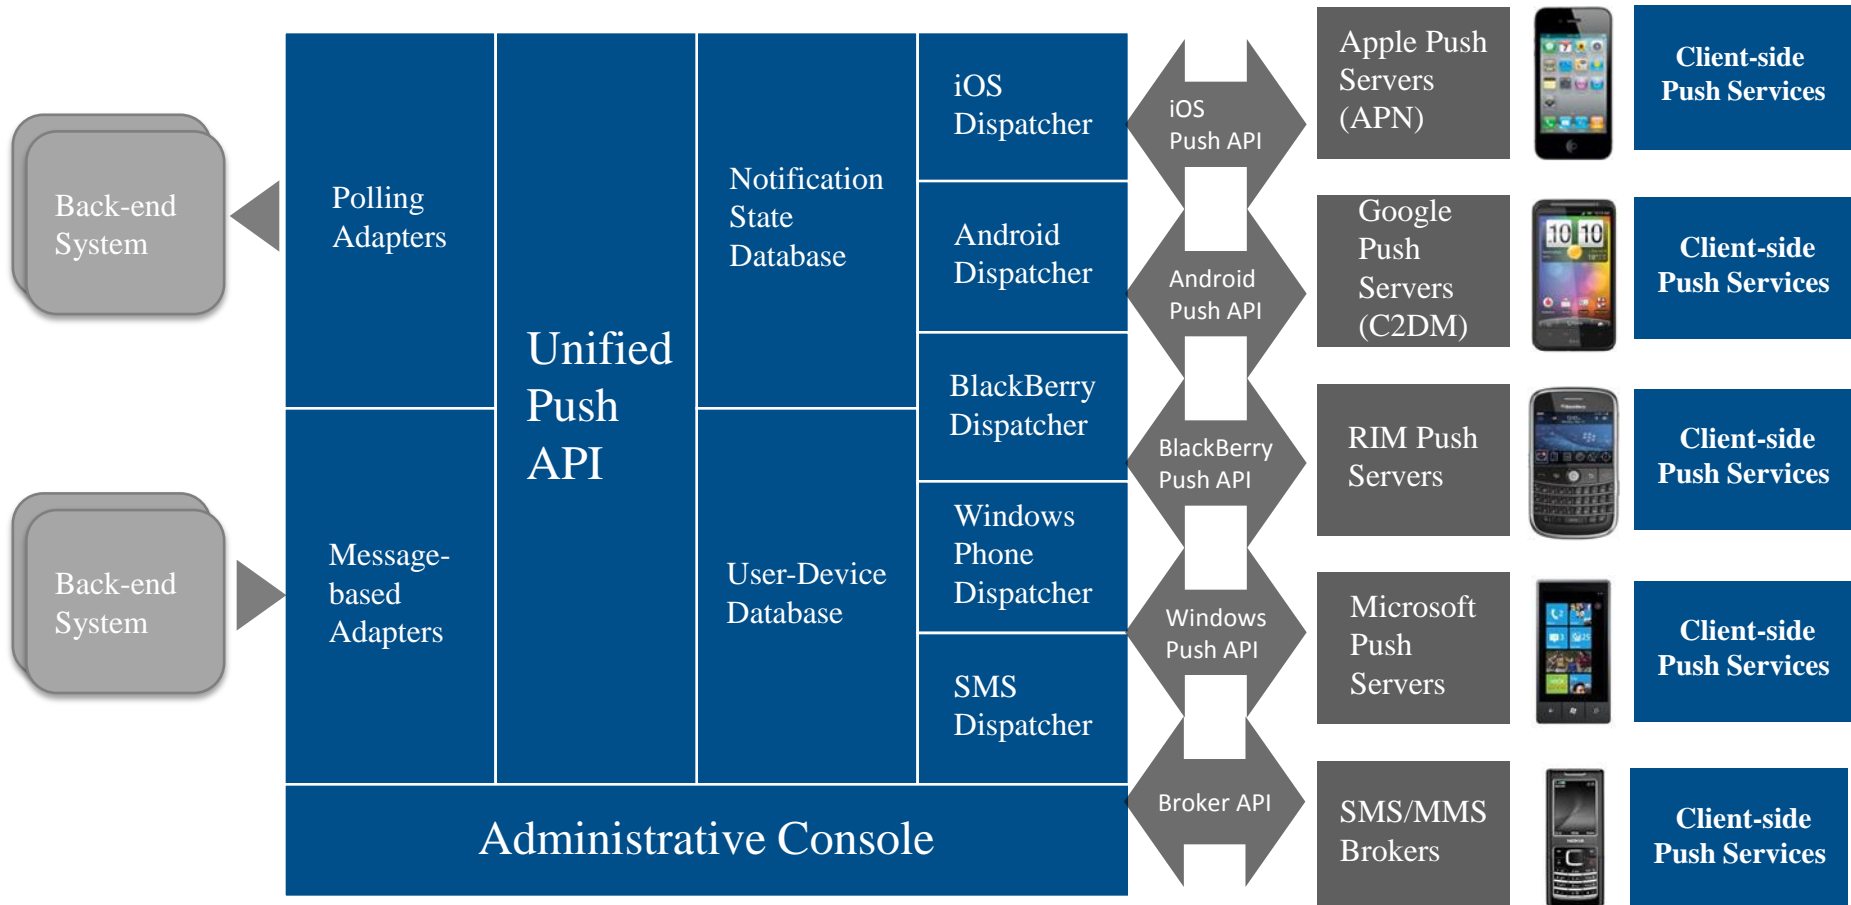 Back-end
System
Back-end
System
Polling
Adapters
Message-
based
Adapters
Unified
Push
API
Notification
State
Database
User-Device
Database
iOS
Dispatcher
Android
Dispatcher
BlackBerry
Dispatcher
Windows
Phone
Dispatcher
SMS
Dispatcher
Administrative Console
iOS
Push API
Android
Push API
BlackBerry
Push API
Windows
Push API
Broker API
Apple Push
Servers
(APN)
Google
Push
Servers
(C2DM)
RIM Push
Servers
Microsoft
Push
Servers
SMS/MMS
Brokers
10 10
Client-side
Push Services
Client-side
Push Services
Client-side
Push Services
Client-side
Push Services
Client-side
Push Services